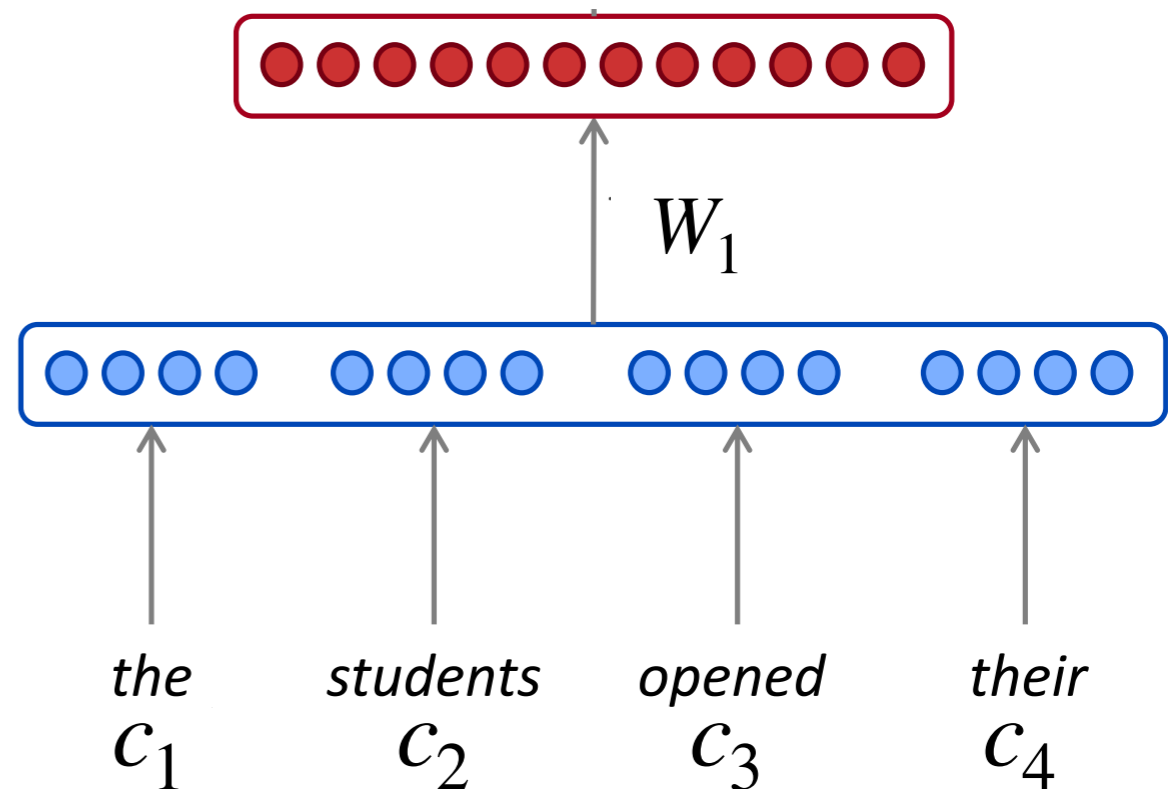 W₁
the students opened their
c₁ c₂ c₃ c₄